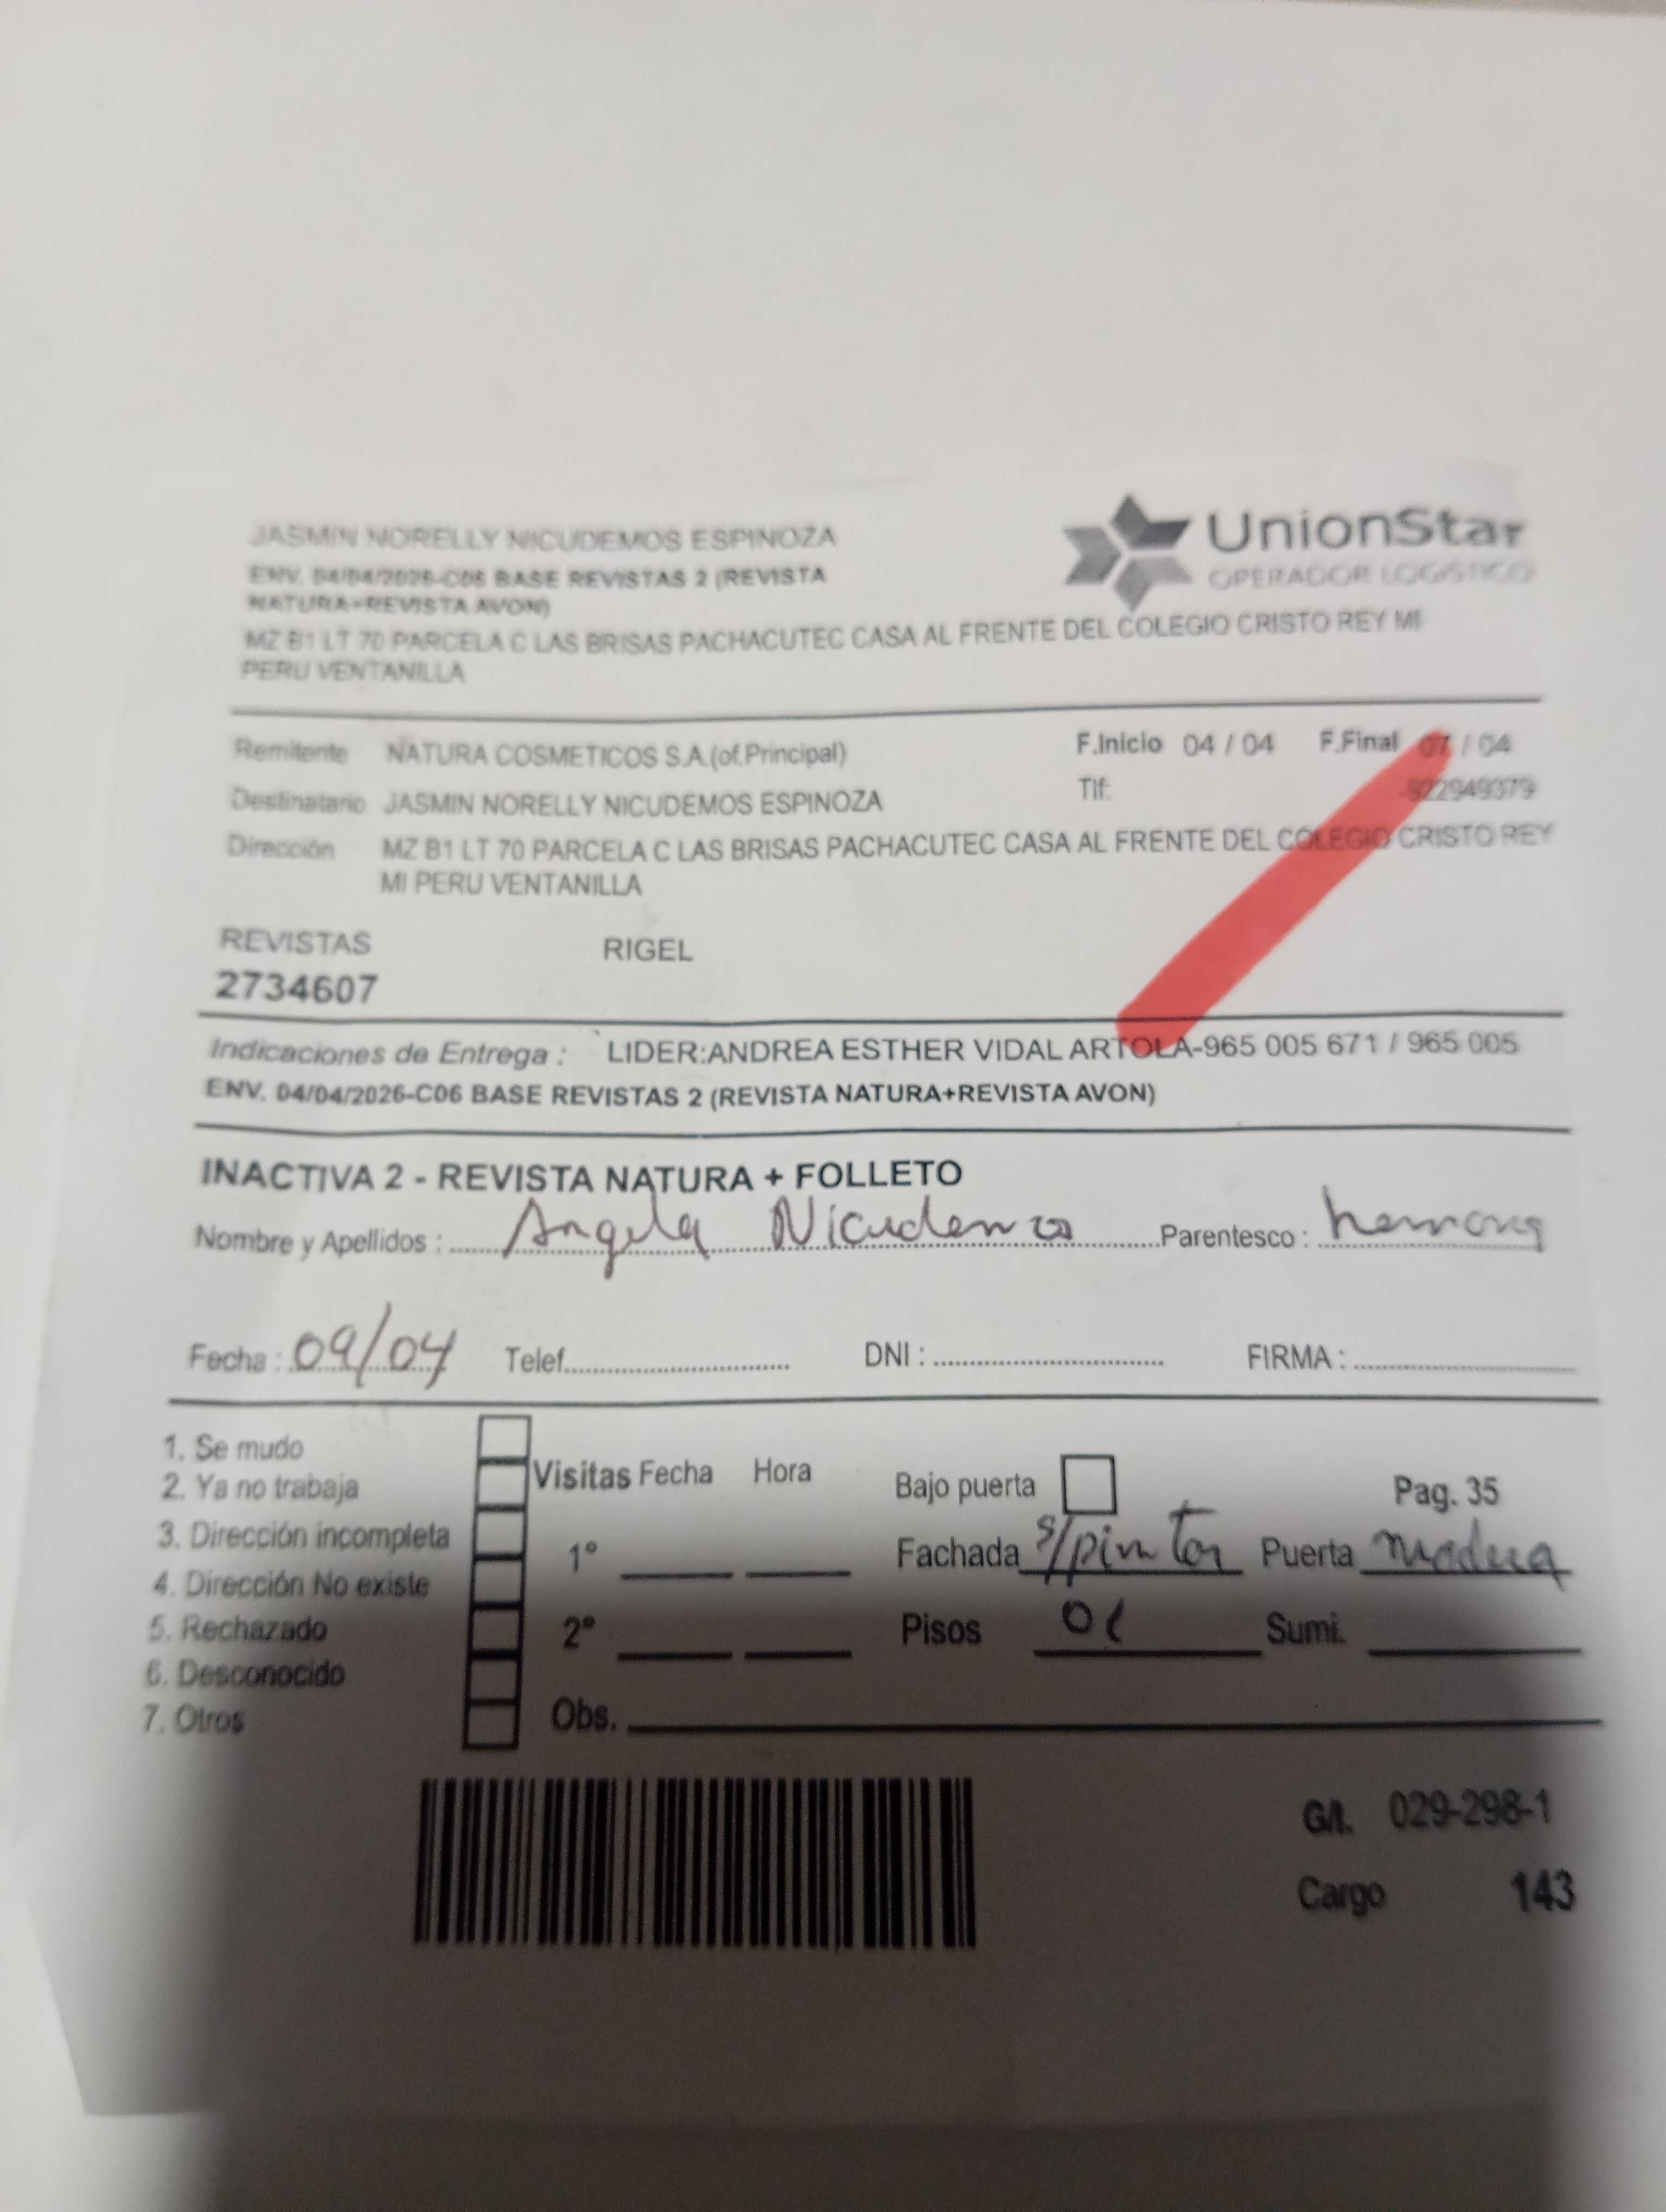 JASMIN NORELLY NICUDEMOS ESPINOZA
ENV. 04/04/2026-C06 BASE REVISTAS 2 (REVISTA
NATURA+REVISTA AVON)
MZ B1 LT 70 PARCELA C LAS BRISAS PACHACUTEC CASA AL FRENTE DEL COLEGIO CRISTO REY MI
PERU VENTANILLA
UnionStar
OPERADOR LOGISTICO
Remitente NATURA COSMETICOS S.A.(of.Principal) F.Inicio 04 / 04 F.Final 07 / 04
Destinatario JASMIN NORELLY NICUDEMOS ESPINOZA Tlf: -922949379
Dirección MZ B1 LT 70 PARCELA C LAS BRISAS PACHACUTEC CASA AL FRENTE DEL COLEGIO CRISTO REY
MI PERU VENTANILLA
REVISTAS RIGEL
2734607
Indicaciones de Entrega : LIDER:ANDREA ESTHER VIDAL ARTOLA-965 005 671 / 965 005
ENV. 04/04/2026-C06 BASE REVISTAS 2 (REVISTA NATURA+REVISTA AVON)
INACTIVA 2 - REVISTA NATURA + FOLLETO
Nombre y Apellidos : Angela Nicudemos Parentesco :
Fecha : 09/04 Telef. DNI : FIRMA :
1. Se mudo
2. Ya no trabaja
3. Dirección incompleta
4. Dirección No existe
5. Rechazado
6. Desconocido
7. Otros
Visitas Fecha Hora
1°
2°
Obs.
Bajo puerta Pag. 35
Fachada s/pintar Puerta
Pisos 01 Sumi.
G/I. 029-298-1
Cargo 143